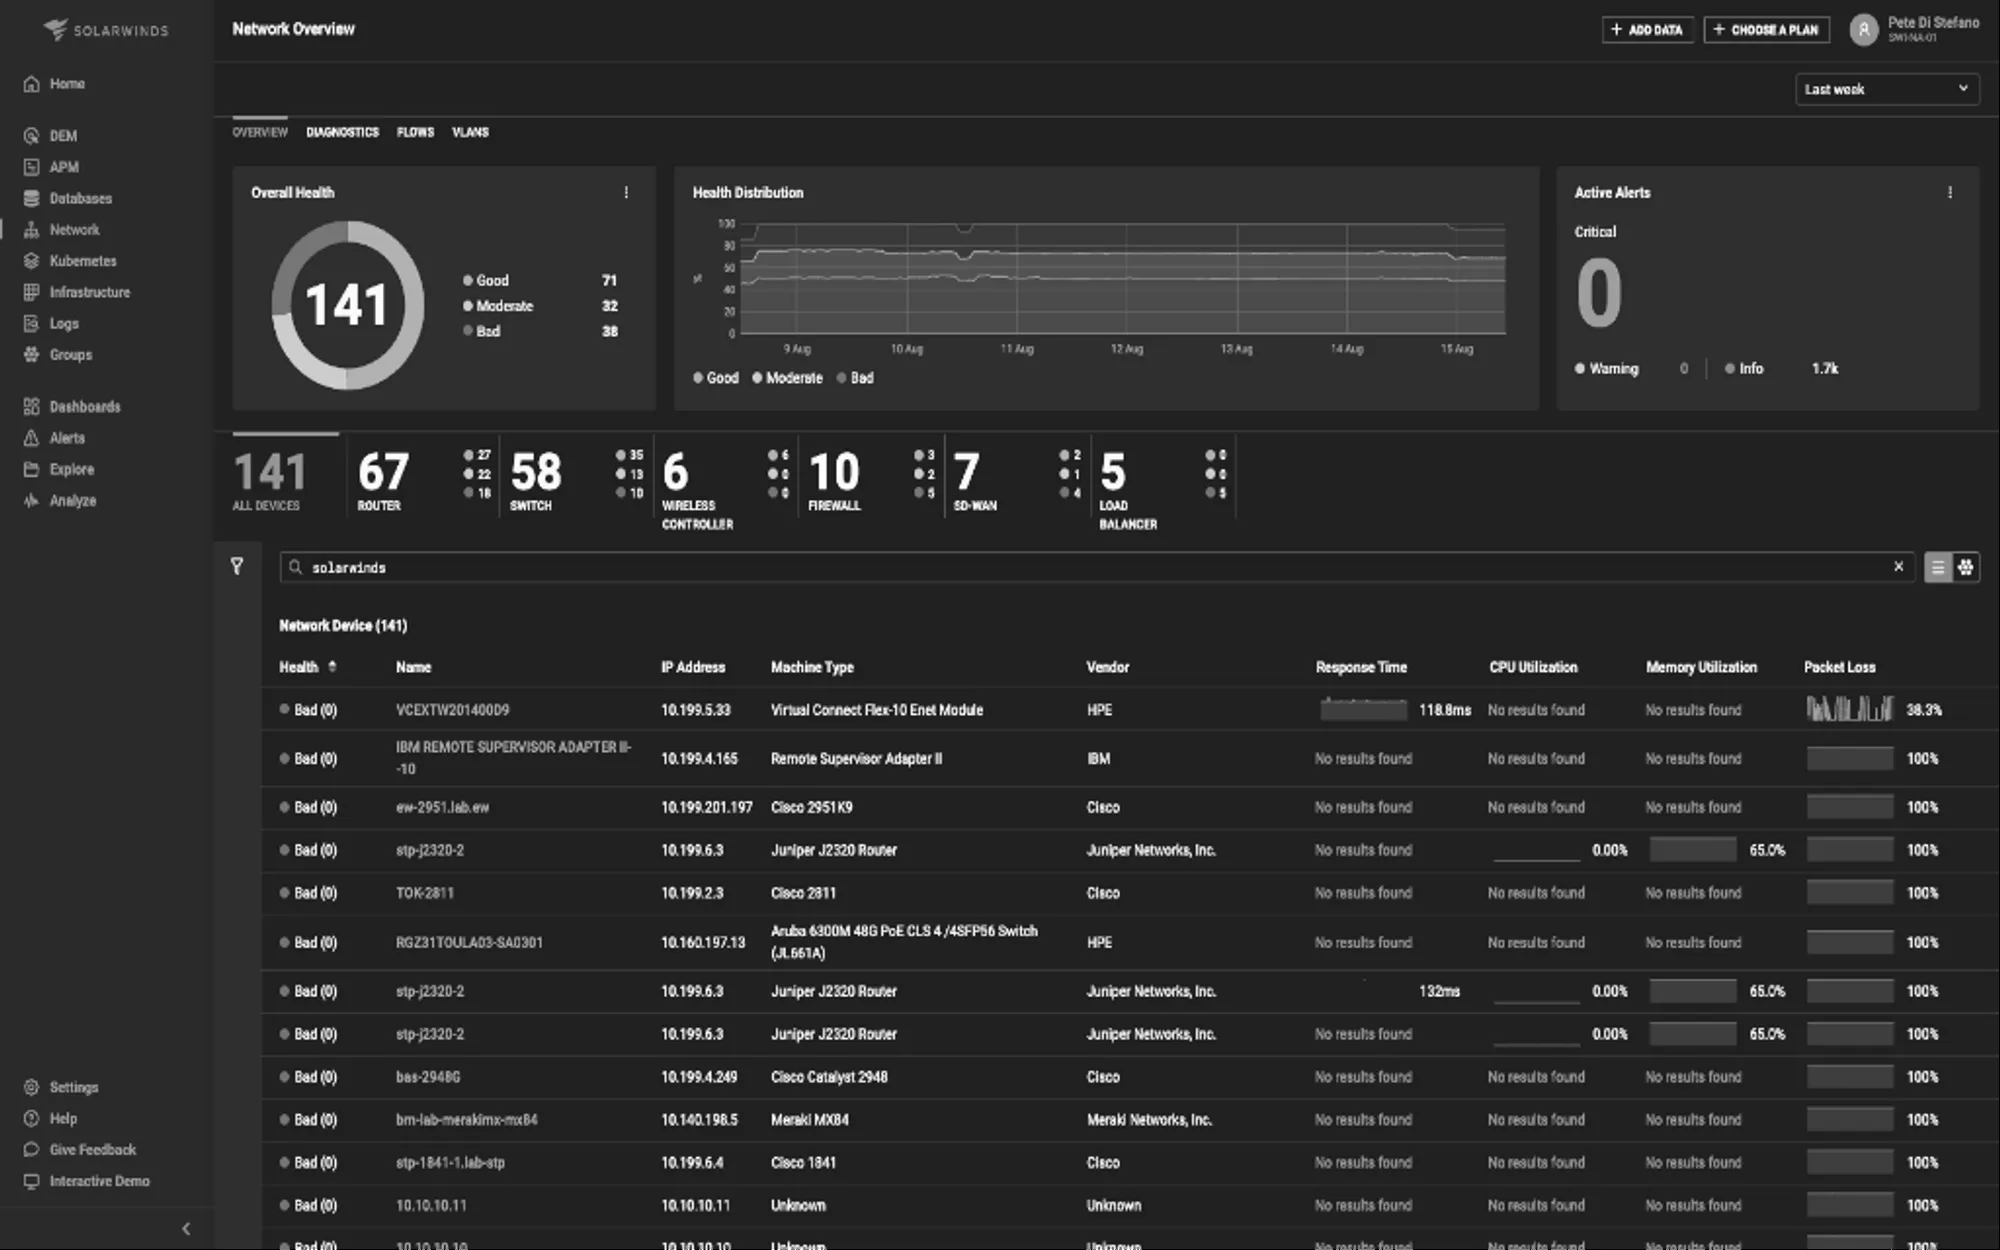 SOLARWINDS
Network Overview
+ ADD DATA
+ CHOOSE A PLAN
Pete Di Stefano
SWI-NA-01
Home
DEM
APM
Databases
Network
Kubernetes
Infrastructure
Logs
Groups
Dashboards
Alerts
Explore
Analyze
Settings
Help
Give Feedback
Interactive Demo
Last week
OVERVIEW DIAGNOSTICS FLOWS VLANS
Overall Health
141
Good 71
Moderate 32
Bad 38
Health Distribution
100
80
60
40
20
0
%
9 Aug 10 Aug 11 Aug 12 Aug 13 Aug 14 Aug 15 Aug
Good Moderate Bad
Active Alerts
Critical
0
Warning 0 Info 1.7k
141
ALL DEVICES
67
ROUTER
27
22
18
58
SWITCH
35
13
10
6
WIRELESS
CONTROLLER
6
0
0
10
FIREWALL
3
2
5
7
SD-WAN
2
1
4
5
LOAD
BALANCER
0
0
5
solarwinds
Network Device (141)
Health Name IP Address Machine Type Vendor Response Time CPU Utilization Memory Utilization Packet Loss
Bad (0) VCEXTW201400D9 10.199.5.33 Virtual Connect Flex-10 Enet Module HPE 118.8ms No results found No results found 38.3%
Bad (0) IBM REMOTE SUPERVISOR ADAPTER II-
-10 10.199.4.165 Remote Supervisor Adapter II IBM No results found No results found No results found 100%
Bad (0) ew-2951.lab.ew 10.199.201.197 Cisco 2951K9 Cisco No results found No results found No results found 100%
Bad (0) stp-j2320-2 10.199.6.3 Juniper J2320 Router Juniper Networks, Inc. No results found 0.00% 65.0% 100%
Bad (0) TOK-2811 10.199.2.3 Cisco 2811 Cisco No results found No results found No results found 100%
Bad (0) RGZ31TOULA03-SA0301 10.160.197.13 Aruba 6300M 48G PoE CLS 4 /4SFP56 Switch
(JL661A) HPE No results found No results found No results found 100%
Bad (0) stp-j2320-2 10.199.6.3 Juniper J2320 Router Juniper Networks, Inc. 132ms 0.00% 65.0% 100%
Bad (0) stp-j2320-2 10.199.6.3 Juniper J2320 Router Juniper Networks, Inc. No results found 0.00% 65.0% 100%
Bad (0) bas-2948G 10.199.4.249 Cisco Catalyst 2948 Cisco No results found No results found No results found 100%
Bad (0) bm-lab-merakimx-mx84 10.140.198.5 Meraki MX84 Meraki Networks, Inc. No results found No results found No results found 100%
Bad (0) stp-1841-1.lab-stp 10.199.6.4 Cisco 1841 Cisco No results found No results found No results found 100%
Bad (0) 10.10.10.11 10.10.10.11 Unknown Unknown No results found No results found No results found 100%
Bad (0) 10.10.10.10 10.10.10.10 Unknown Unknown No results found No results found No results found 100%